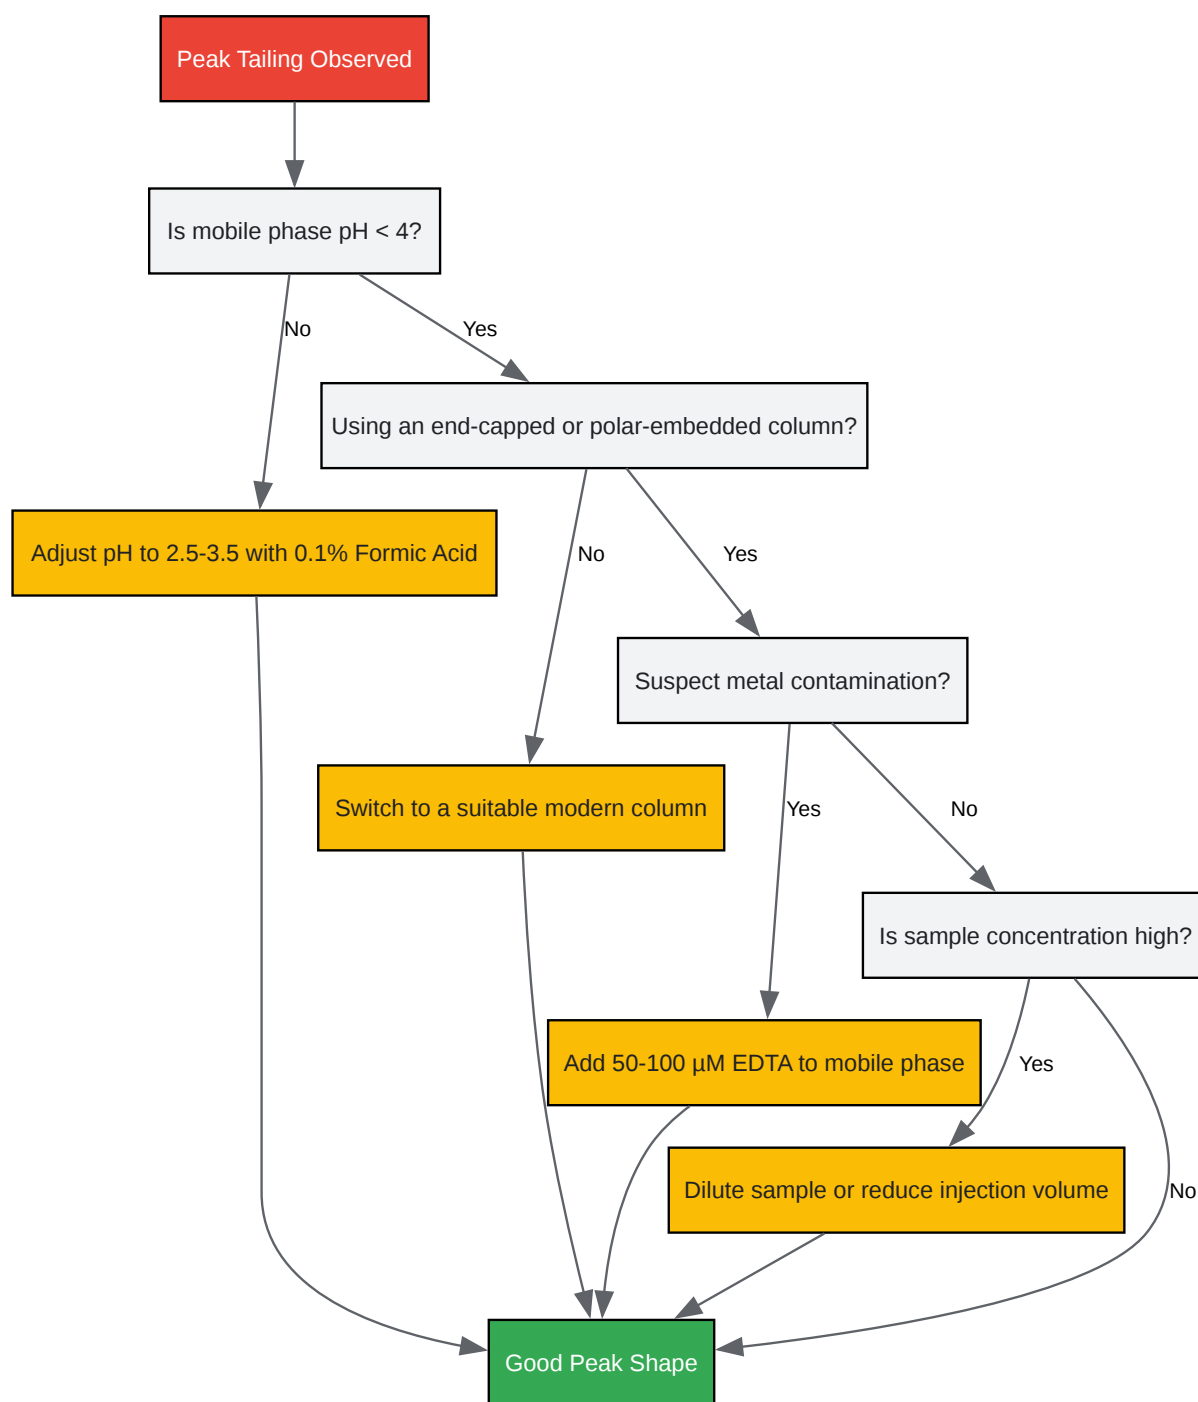 Peak Tailing Observed
Is mobile phase pH < 4?
No
Yes
Using an end-capped or polar-embedded column?
Adjust pH to 2.5-3.5 with 0.1% Formic Acid
No
Yes
Suspect metal contamination?
Switch to a suitable modern column
Yes
No
Is sample concentration high?
Add 50-100 µM EDTA to mobile phase
Yes
Dilute sample or reduce injection volume
No
Good Peak Shape